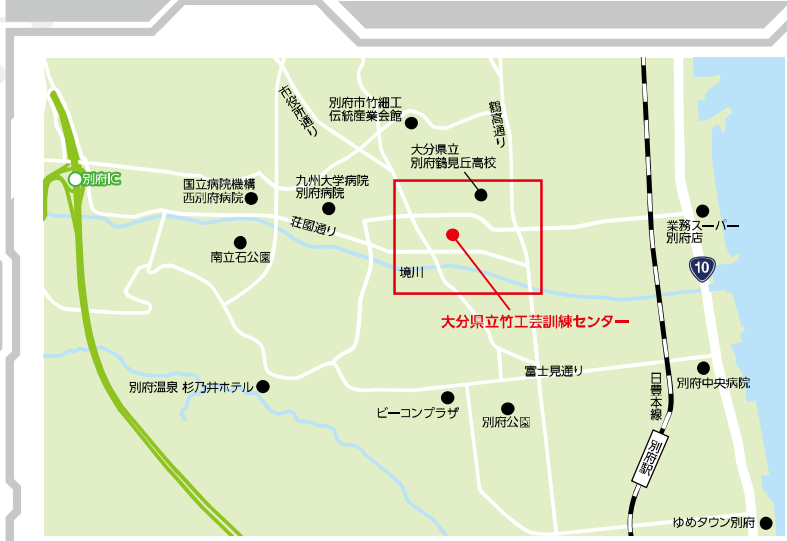 市役所通り
別府市竹細工
伝統産業会館
鶴高通り
大分県立
別府鶴見丘高校
別府IC
国立病院機構
西別府病院
九州大学病院
別府病院
荘園通り
業務スーパー
別府店
南立石公園
境川
10
大分県立竹工芸訓練センター
富士見通り
別府温泉 杉乃井ホテル
日豊本線
別府中央病院
ビーコンプラザ
別府公園
別府駅
ゆめタウン別府